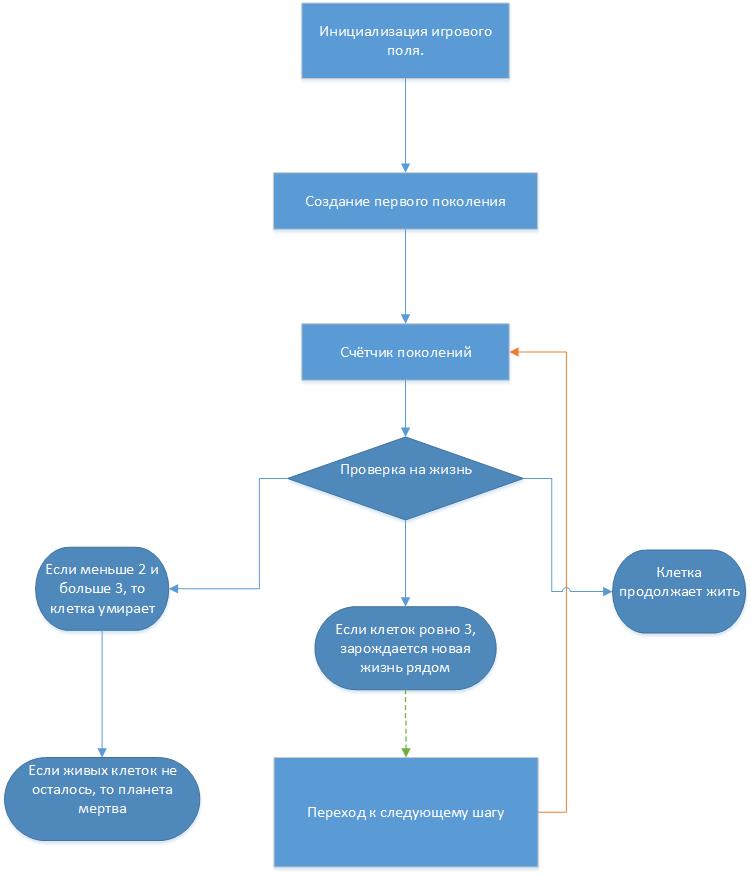 Инициализация игрового
поля.
Создание первого поколения
Счётчик поколений
Проверка на жизнь
Если меньше 2 и
больше 3, то
клетка умирает
Если клеток ровно 3,
зарождается новая
жизнь рядом
Клетка
продолжает жить
Если живых клеток не
осталось, то планета
мертва
Переход к следующему шагу